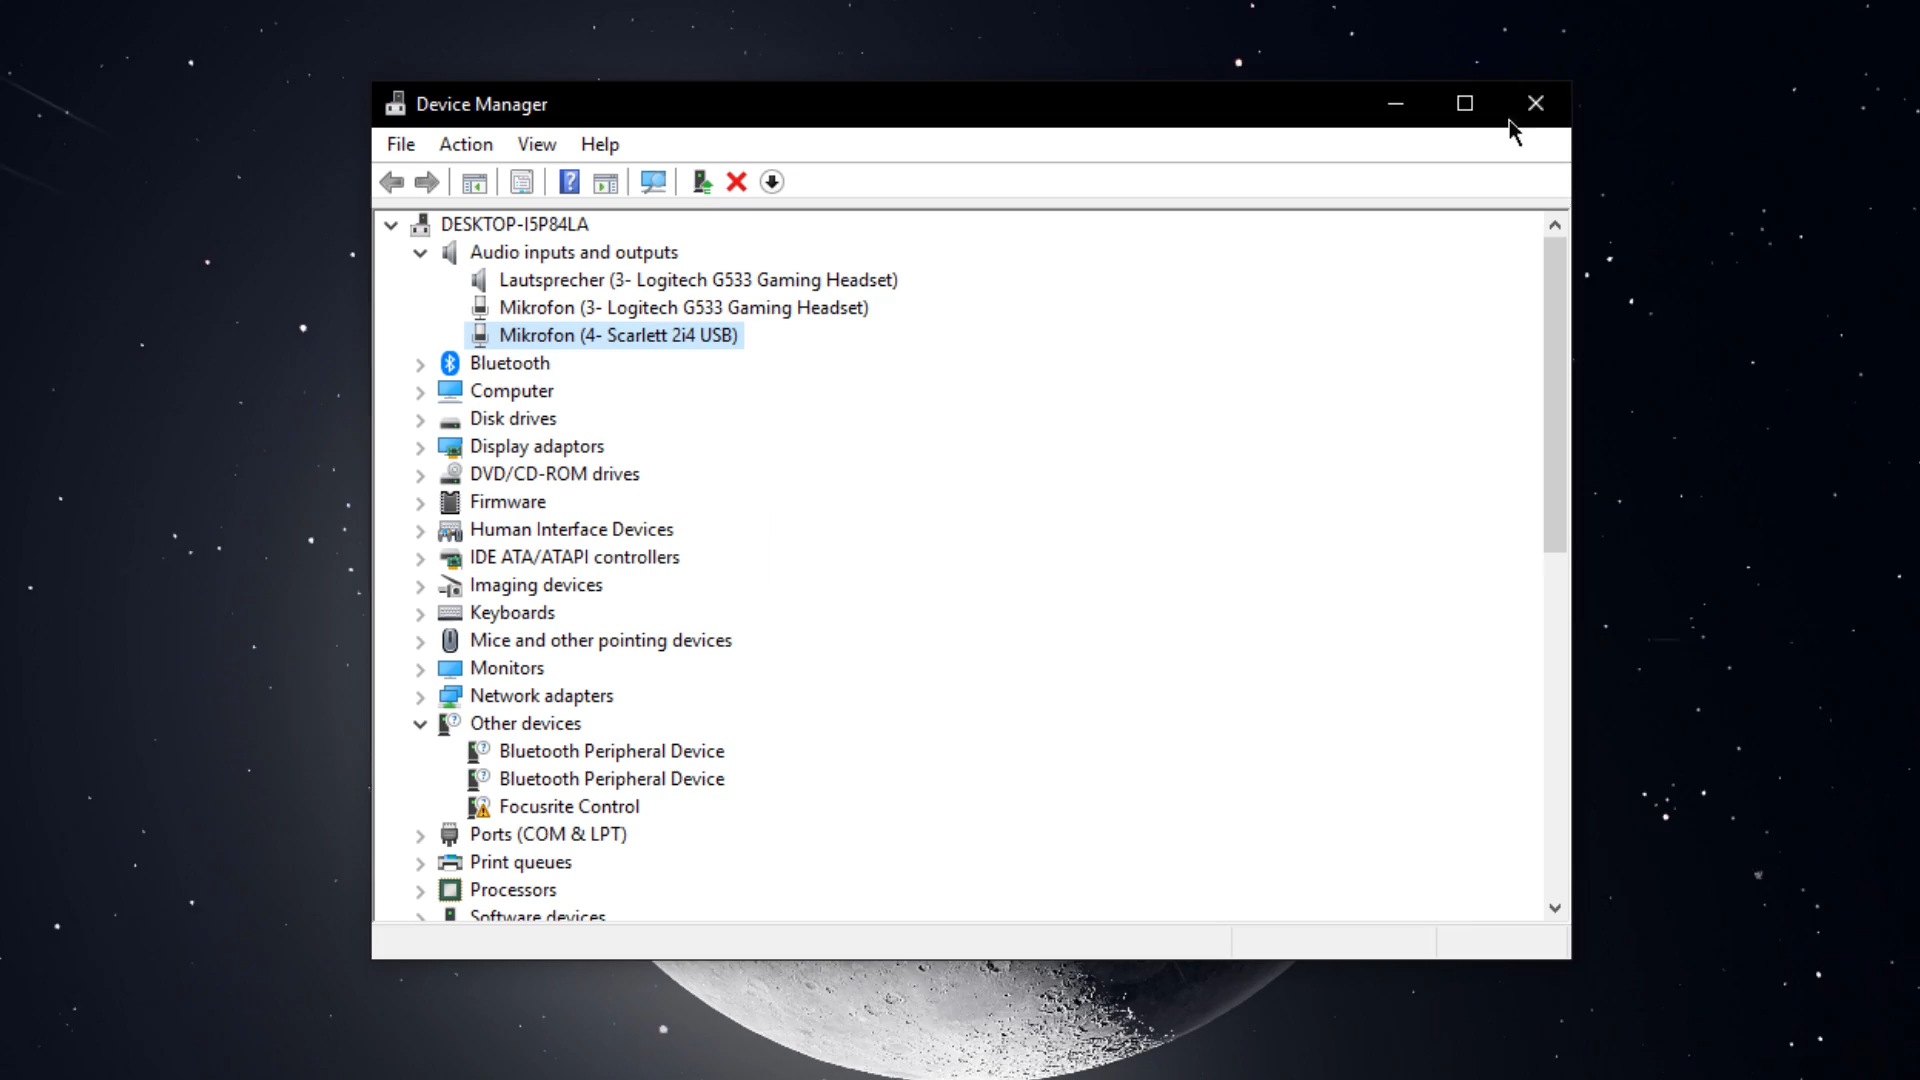 Device Manager
File Action View Help
DESKTOP-I5P84LA
Audio inputs and outputs
Lautsprecher (3- Logitech G533 Gaming Headset)
Mikrofon (3- Logitech G533 Gaming Headset)
Mikrofon (4- Scarlett 2i4 USB)
Bluetooth
Computer
Disk drives
Display adaptors
DVD/CD-ROM drives
Firmware
Human Interface Devices
IDE ATA/ATAPI controllers
Imaging devices
Keyboards
Mice and other pointing devices
Monitors
Network adapters
Other devices
Bluetooth Peripheral Device
Bluetooth Peripheral Device
Focusrite Control
Ports (COM & LPT)
Print queues
Processors
Software devices